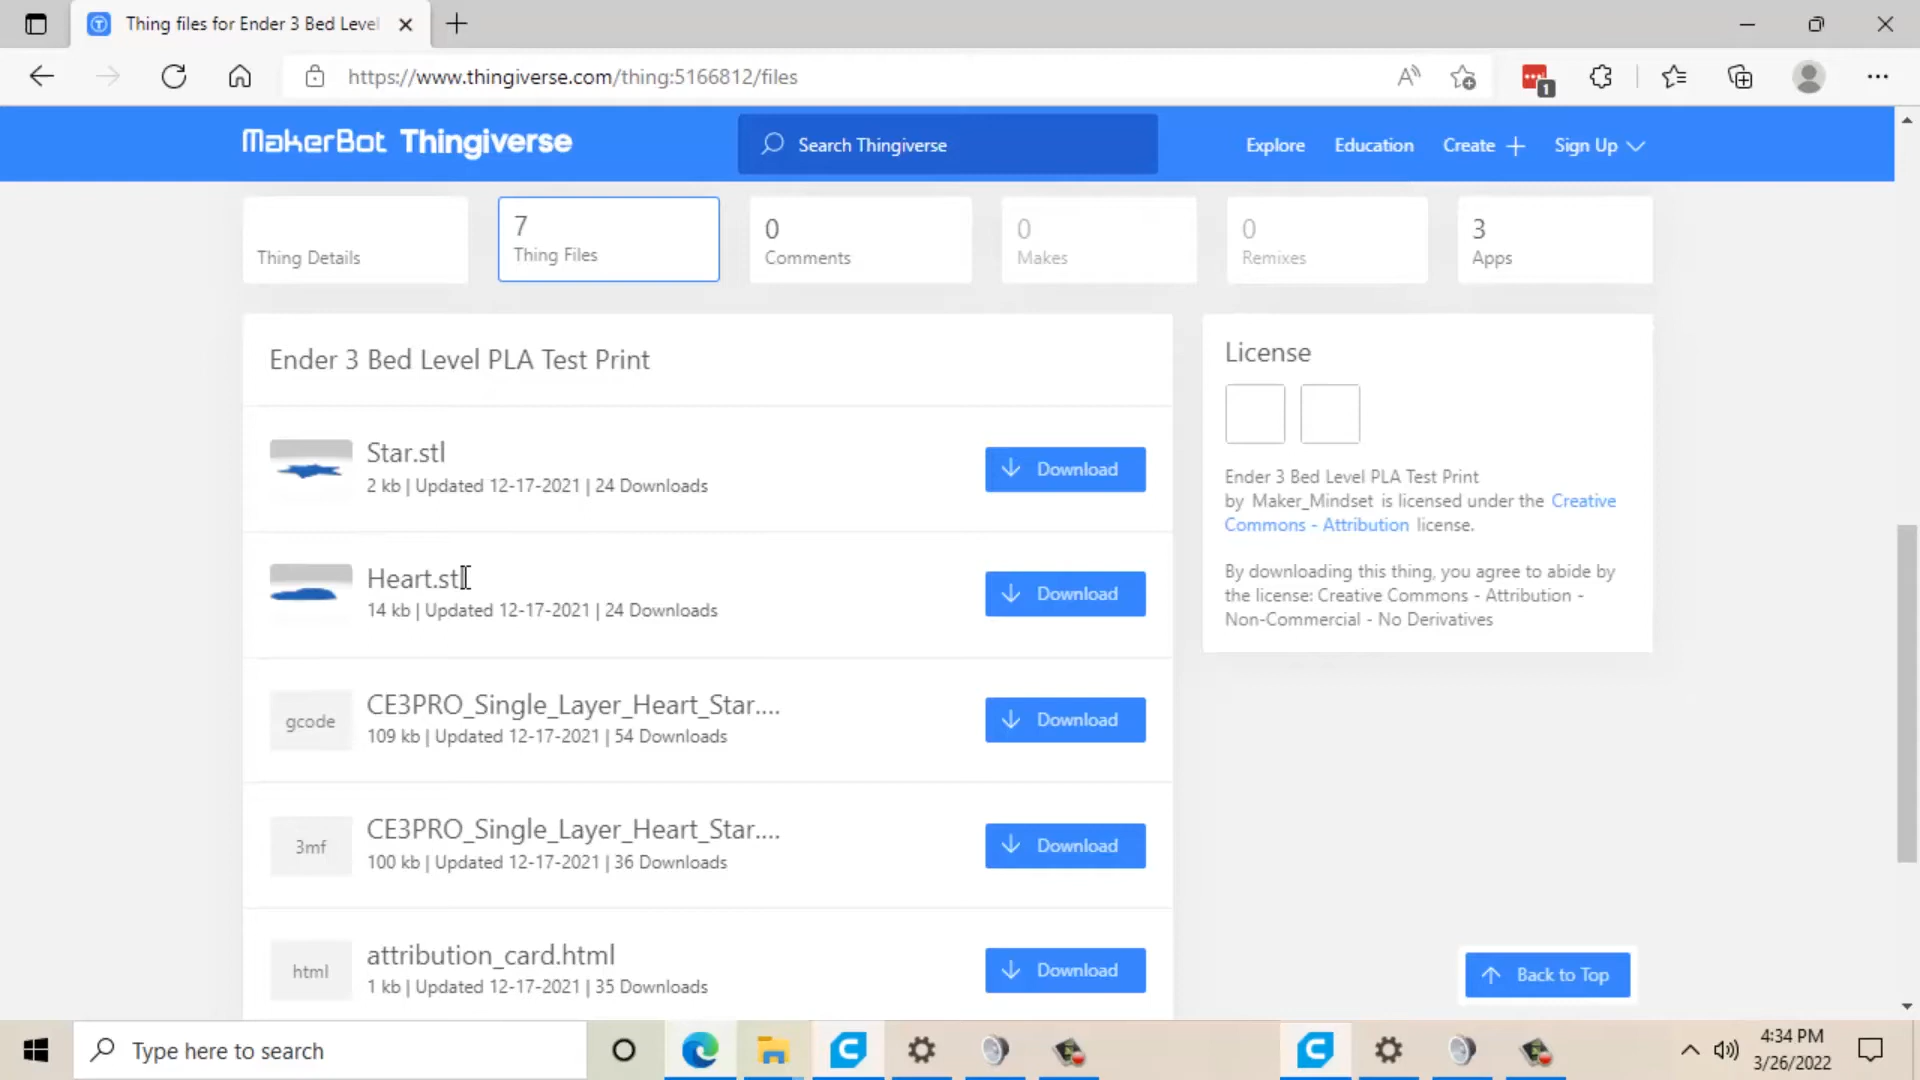 Thing files for Ender 3 Bed Level
https://www.thingiverse.com/thing:5166812/files
1
MakerBot Thingiverse
Search Thingiverse
Explore
Education
Create
Sign Up
Thing Details
7
Thing Files
0
Comments
0
Makes
0
Remixes
3
Apps
Ender 3 Bed Level PLA Test Print
Star.stl
2 kb | Updated 12-17-2021 | 24 Downloads
Download
Heart.stl
14 kb | Updated 12-17-2021 | 24 Downloads
Download
gcode
CE3PRO_Single_Layer_Heart_Star....
109 kb | Updated 12-17-2021 | 54 Downloads
Download
3mf
CE3PRO_Single_Layer_Heart_Star....
100 kb | Updated 12-17-2021 | 36 Downloads
Download
html
attribution_card.html
1 kb | Updated 12-17-2021 | 35 Downloads
Download
License
Ender 3 Bed Level PLA Test Print
by Maker_Mindset is licensed under the Creative
Commons - Attribution license.
By downloading this thing, you agree to abide by
the license: Creative Commons - Attribution -
Non-Commercial - No Derivatives
Back to Top
Type here to search
4:34 PM
3/26/2022